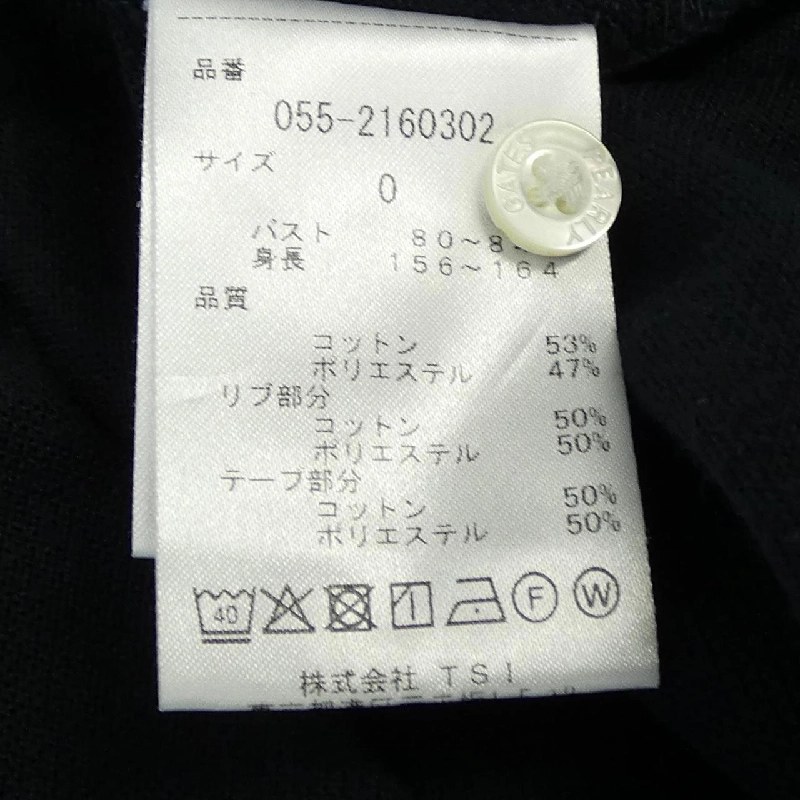 品番
055-2160302
サイズ
0
PEARLY GATES
バスト 80~8
身長 156~164
品質
コットン 53%
ポリエステル 47%
リブ部分
コットン 50%
ポリエステル 50%
テープ部分
コットン 50%
ポリエステル 50%
40 F W
株式会社 TSI